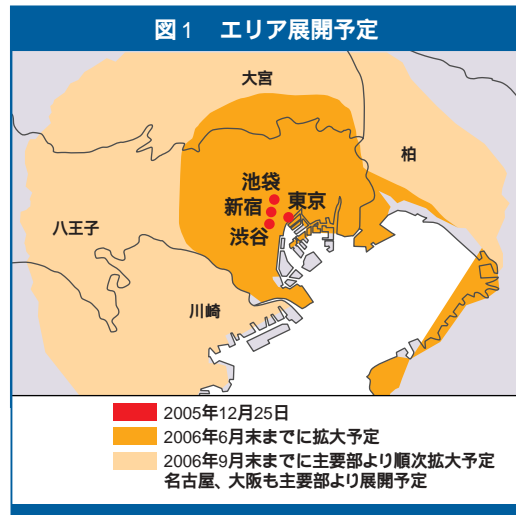 図1 エリア展開予定
大宮
柏
池袋
新宿
東京
渋谷
八王子
川崎
2005年12月25日
2006年6月末までに拡大予定
2006年9月末までに主要部より順次拡大予定
名古屋、大阪も主要部より展開予定